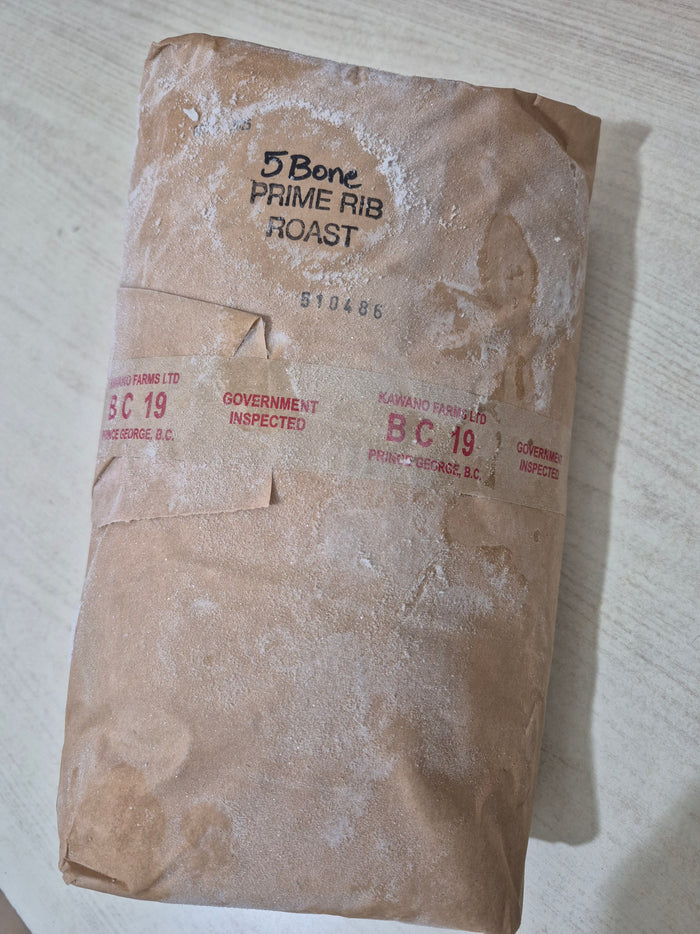 5 Bone
PRIME RIB
ROAST
510486
FARMS LTD
BC 19
PRINCE GEORGE, B.C.
GOVERNMENT
INSPECTED
KAWANO FARMS LTD
BC 19
PRINCE GEORGE, B.C.
GOVERNMENT
INSPECTED